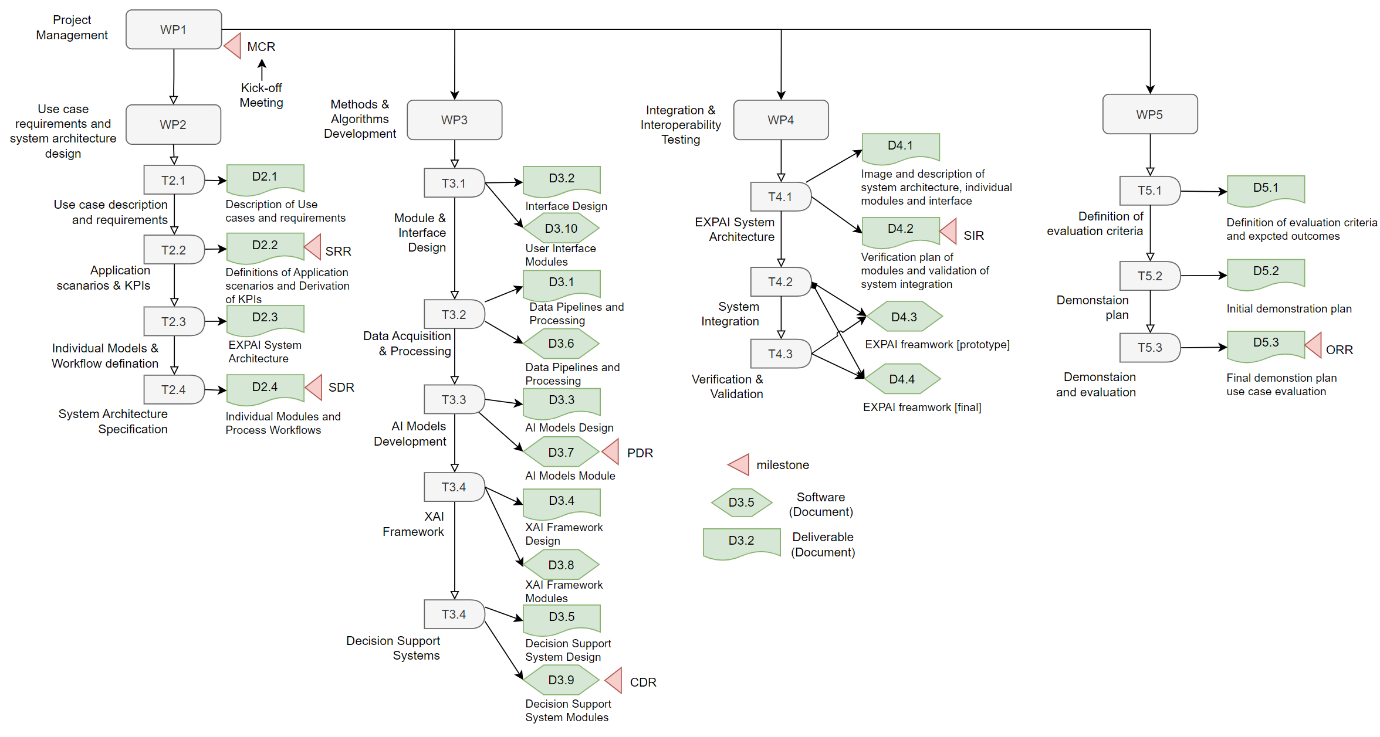 Project
Management
WP1
MCR
Kick-off
Meeting
Use case
requirements and
system architecture
design
WP2
T2.1
D2.1
Use case description
and requirements
Description of Use
cases and requirements
T2.2
D2.2
SRR
Application
scanarios & KPIs
Definitions of Application
scenarios and Derivation
of KPIs
T2.3
D2.3
Individual Models &
Workflow defination
EXPAI System
Architecture
T2.4
D2.4
SDR
System Architecture
Specification
Individual Modules and
Process Workflows
Methods &
Algorithms
Development
WP3
T3.1
D3.2
Interface Design
Module &
Interface
Design
D3.10
User Interface
Modules
T3.2
D3.1
Data Pipelines and
Processing
Data Acquisition
& Processing
D3.6
Data Pipelines and
Processing
T3.3
D3.3
AI Models Design
AI Models
Development
D3.7
PDR
AI Models Module
T3.4
D3.4
XAI Framework
Design
XAI
Framework
D3.8
XAI Framework
Modules
T3.4
D3.5
Decision Support
System Design
Decision Support
Systems
D3.9
CDR
Decision Support
System Modules
Integration &
Interoperability
Testing
WP4
D4.1
Image and description of
system architecture, individual
modules and interface
T4.1
EXPAI System
Architecture
D4.2
SIR
Verification plan of
modules and validation of
system integration
T4.2
System
Integration
D4.3
EXPAI freamwork [prototype]
T4.3
Verification &
Validation
D4.4
EXPAI freamwork [final]
WP5
T5.1
D5.1
Definition of
evaluation criteria
Definition of evaluation criteria
and expcted outcomes
T5.2
D5.2
Demonstaion
plan
Initial demonstration plan
T5.3
D5.3
ORR
Demonstaion
and evaluation
Final demonstion plan
use case evaluation
milestone
D3.5
Software
(Document)
D3.2
Deliverable
(Document)